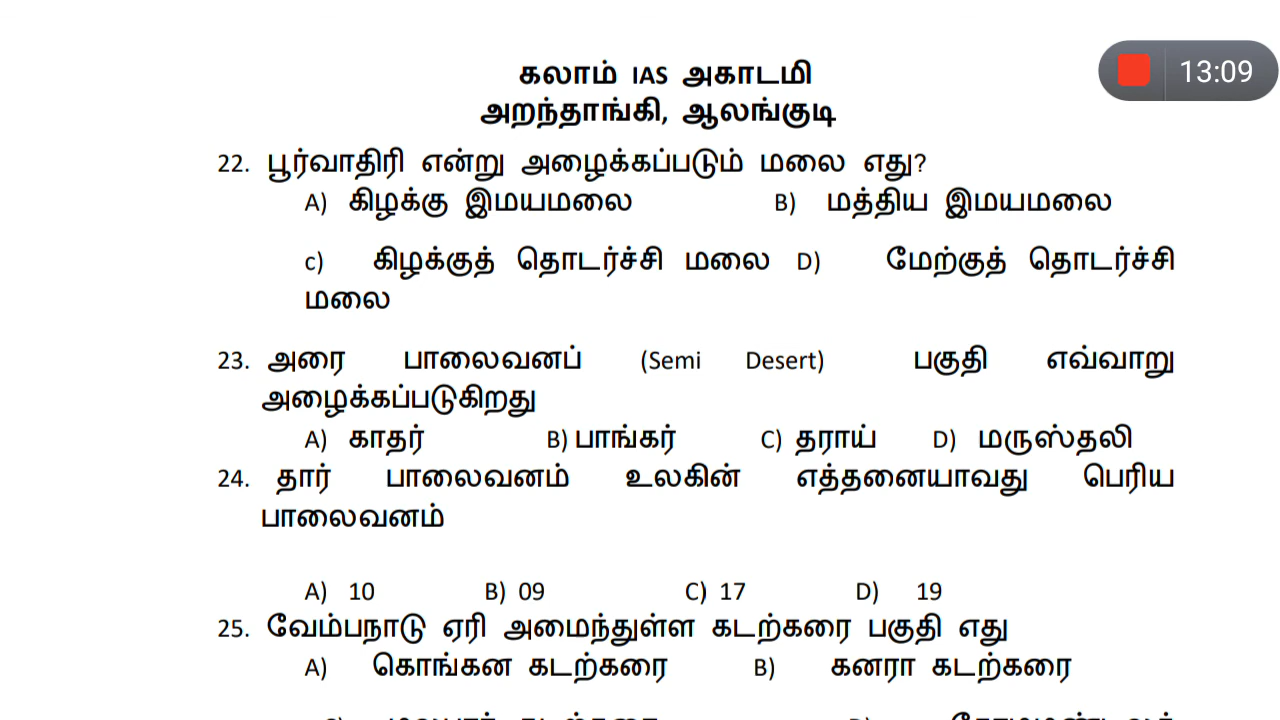 கலாம் IAS அகாடமி
13:09
அறந்தாங்கி, ஆலங்குடி
22. பூர்வாதிரி என்று அழைக்கப்படும் மலை எது?
A) கிழக்கு இமயமலை B) மத்திய இமயமலை
c) கிழக்குத் தொடர்ச்சி மலை D) மேற்குத் தொடர்ச்சி
மலை
23. அரை பாலைவனப் (Semi Desert) பகுதி எவ்வாறு
அழைக்கப்படுகிறது
A) காதர் B) பாங்கர் C) தராய் D) மருஸ்தலி
24. தார் பாலைவனம் உலகின் எத்தனையாவது பெரிய
பாலைவனம்
A) 10 B) 09 C) 17 D) 19
25. வேம்பநாடு ஏரி அமைந்துள்ள கடற்கரை பகுதி எது
A) கொங்கன கடற்கரை B) கனரா கடற்கரை